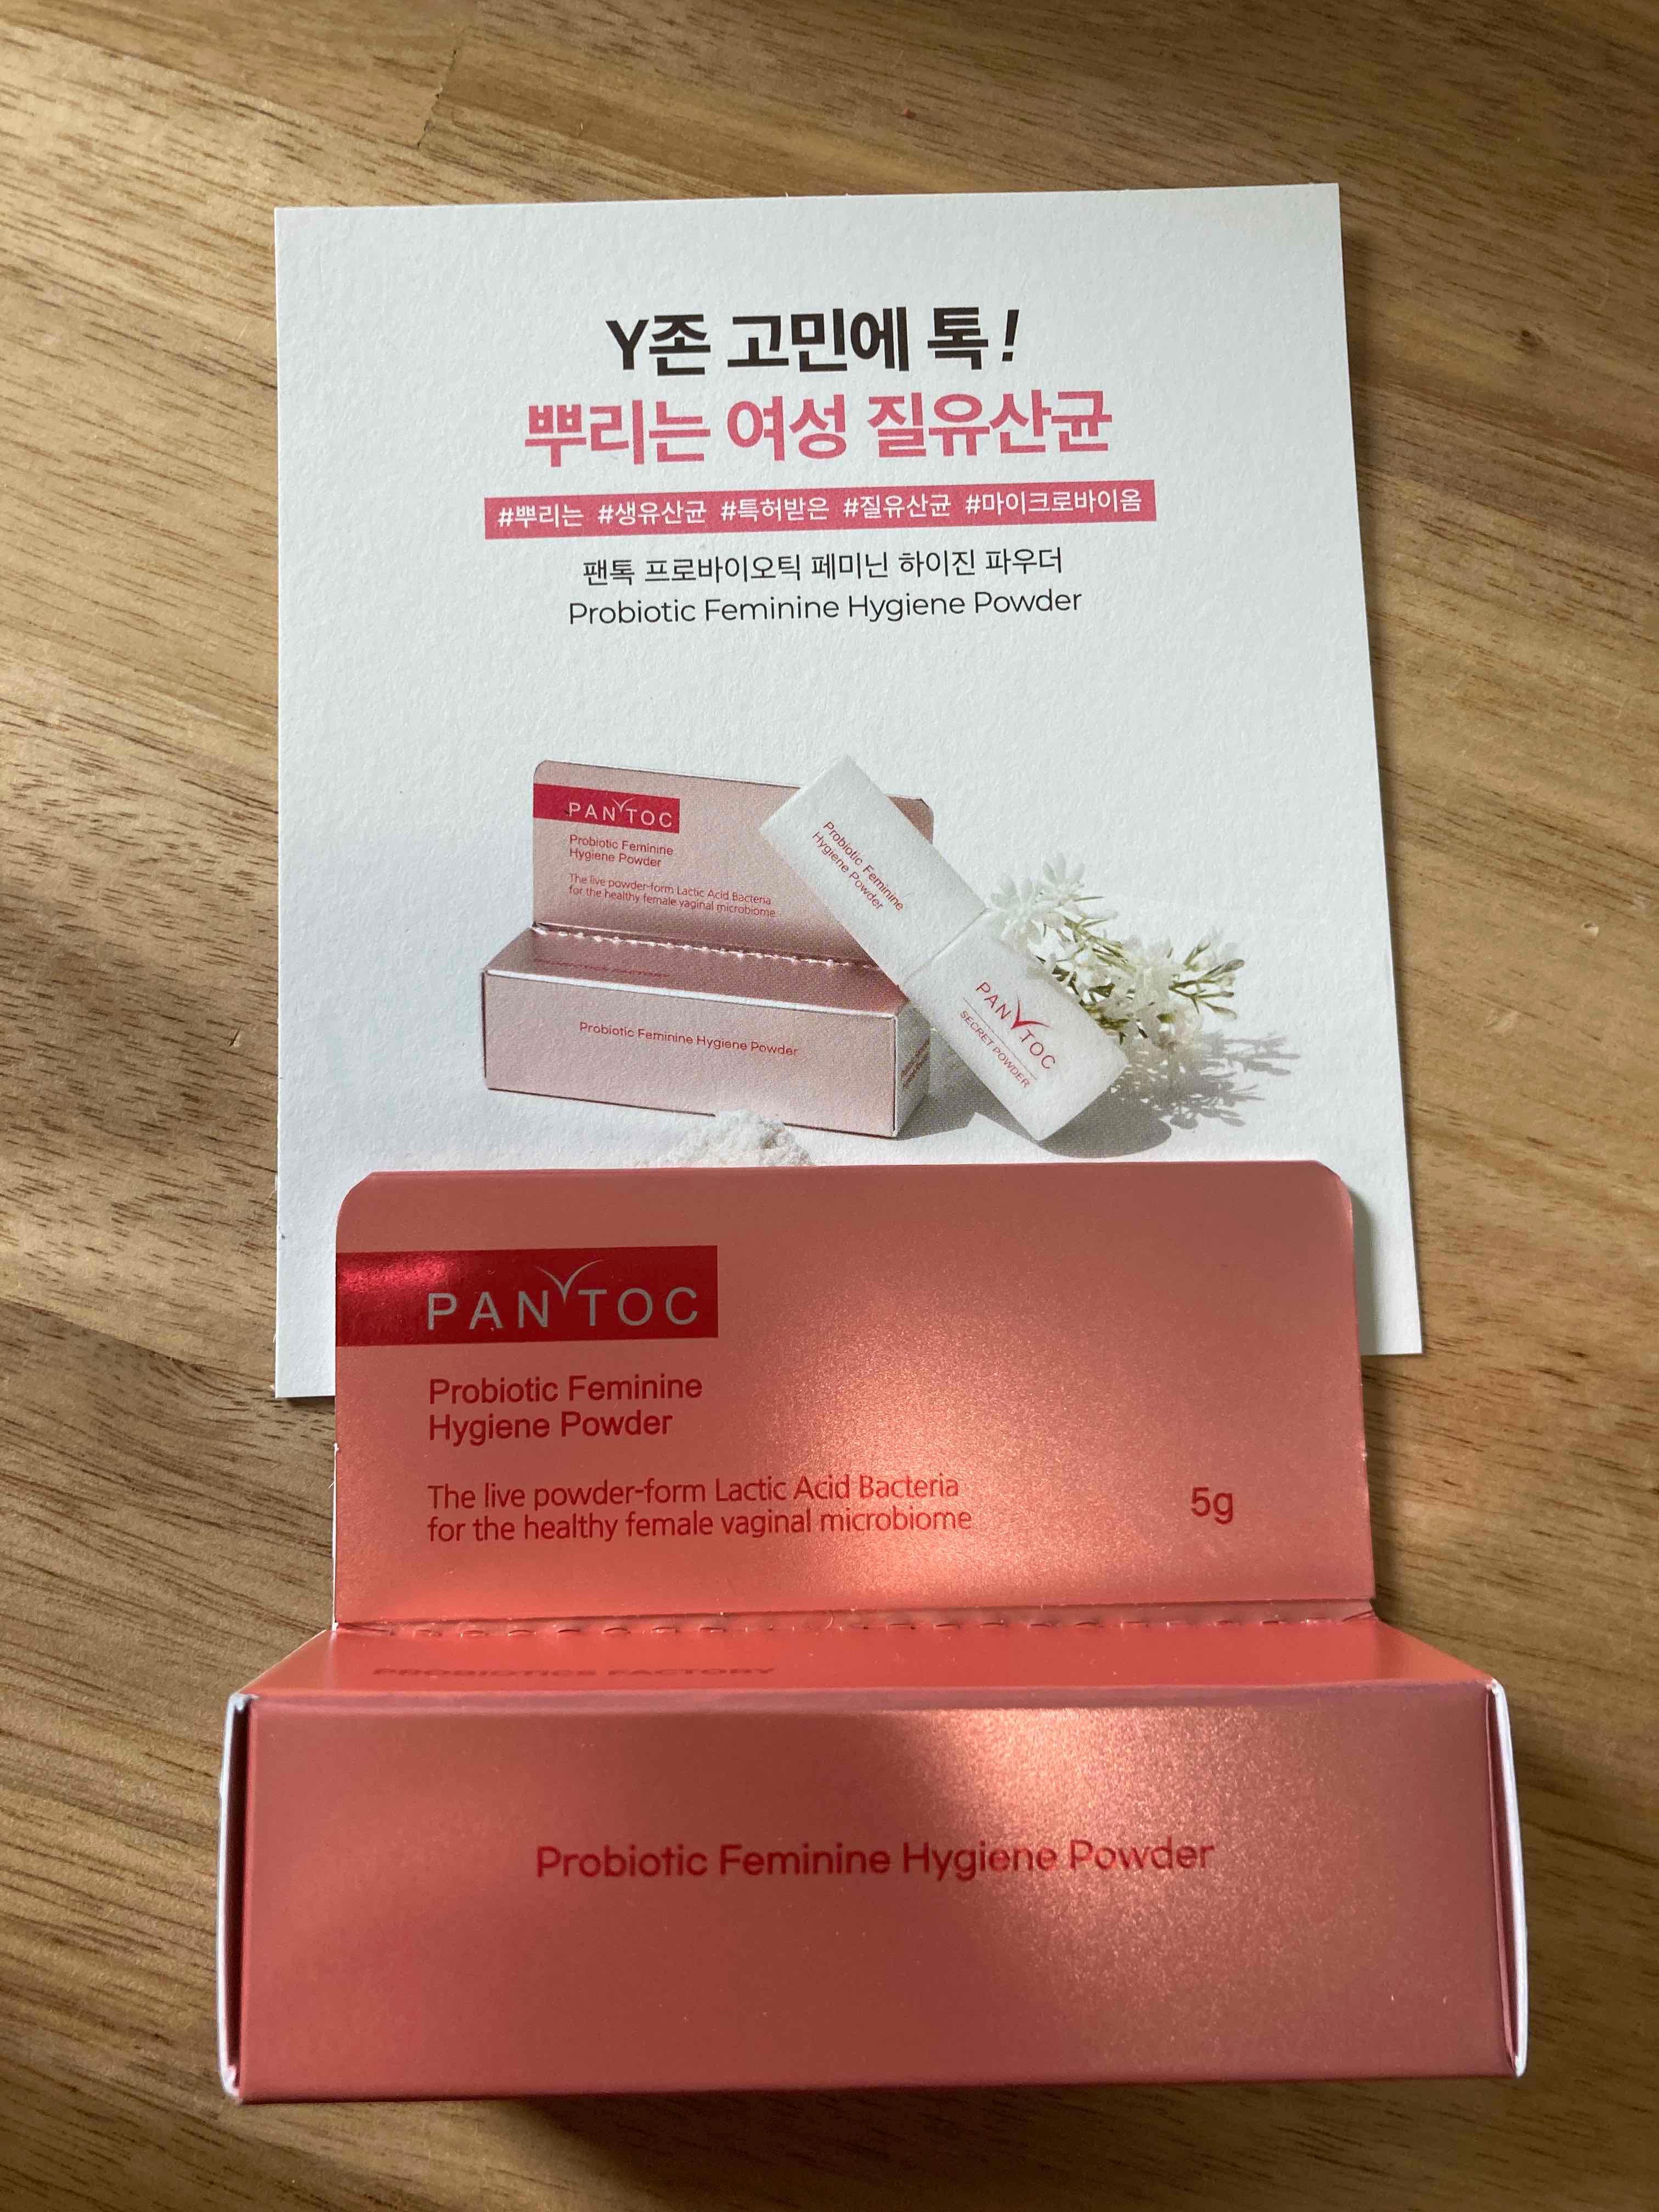 Y존 고민에 톡!
뿌리는 여성 질유산균
#뿌리는 #생유산균 #특허받은 #질유산균 #마이크로바이옴
팬톡 프로바이오틱 페미닌 하이진 파우더
Probiotic Feminine Hygiene Powder
PANTOC
Probiotic Feminine
Hygiene Powder
The live powder-form Lactic Acid Bacteria
for the healthy female vaginal microbiome
Probiotic Feminine Hygiene Powder
Probiotic Feminine
Hygiene Powder
PANTOC
SECRET POWDER
PANTOC
Probiotic Feminine
Hygiene Powder
The live powder-form Lactic Acid Bacteria
for the healthy female vaginal microbiome
5g
PROBIOTICS FACTORY
Probiotic Feminine Hygiene Powder